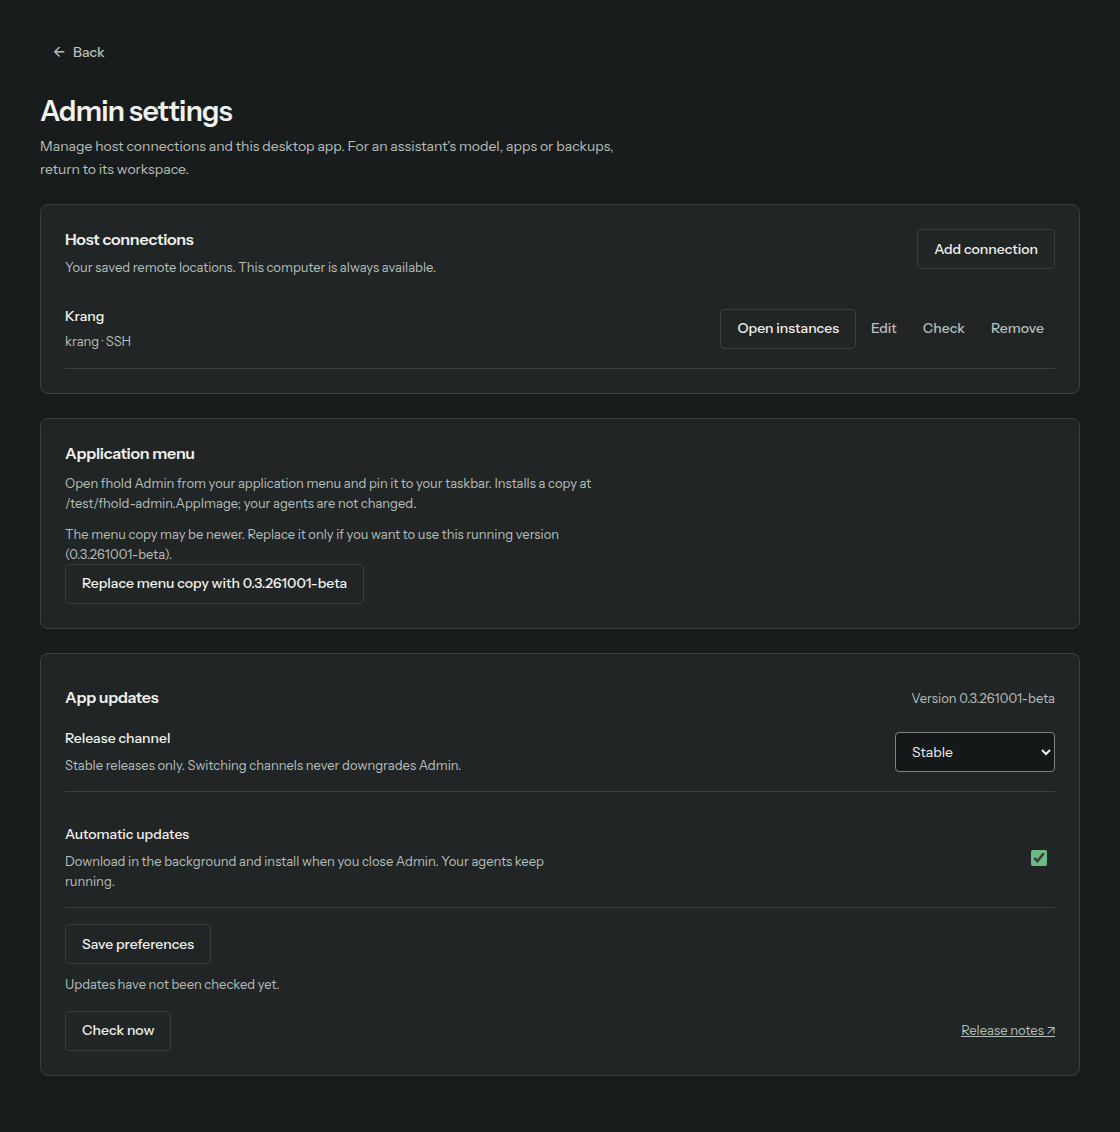 ← Back
Admin settings
Manage host connections and this desktop app. For an assistant's model, apps or backups,
return to its workspace.
Host connections
Your saved remote locations. This computer is always available.
Add connection
Krang
krang · SSH
Open instances
Edit
Check
Remove
Application menu
Open fhold Admin from your application menu and pin it to your taskbar. Installs a copy at
/test/fhold-admin.AppImage; your agents are not changed.
The menu copy may be newer. Replace it only if you want to use this running version
(0.3.261001-beta).
Replace menu copy with 0.3.261001-beta
App updates
Version 0.3.261001-beta
Release channel
Stable releases only. Switching channels never downgrades Admin.
Stable
Automatic updates
Download in the background and install when you close Admin. Your agents keep
running.
Save preferences
Updates have not been checked yet.
Check now
Release notes ↗